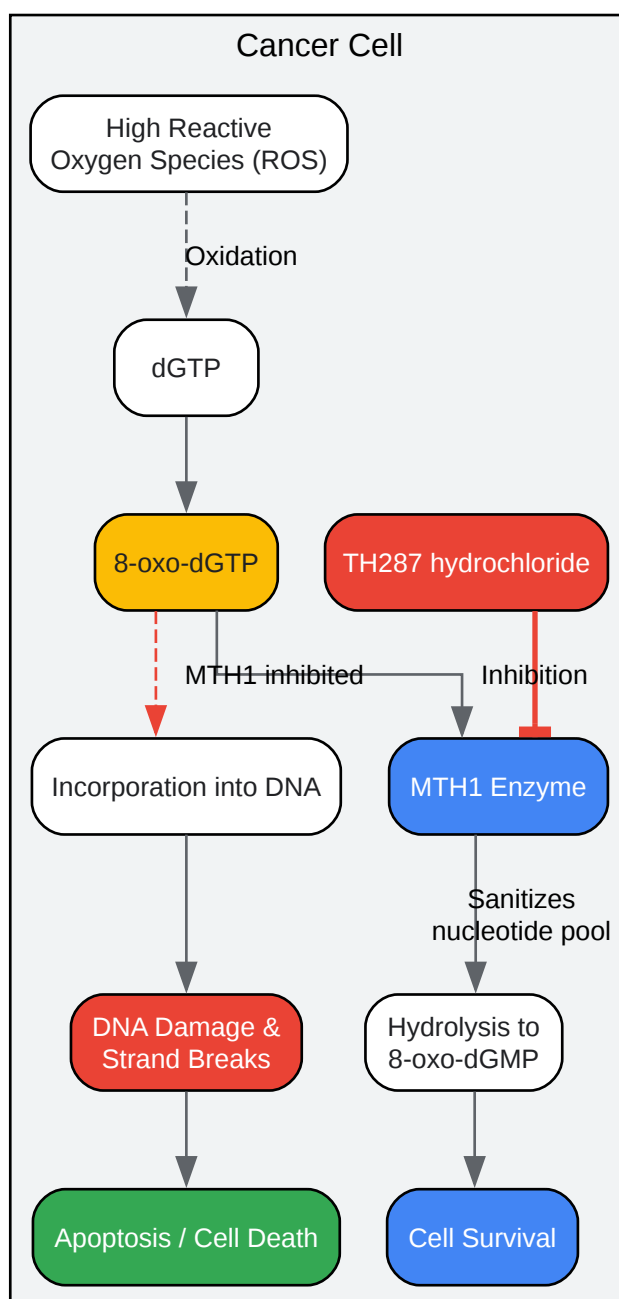 Cancer Cell
High Reactive
Oxygen Species (ROS)
Oxidation
dGTP
8-oxo-dGTP
TH287 hydrochloride
MTH1 inhibited
Inhibition
Incorporation into DNA
MTH1 Enzyme
Sanitizes
nucleotide pool
DNA Damage &
Strand Breaks
Hydrolysis to
8-oxo-dGMP
Apoptosis / Cell Death
Cell Survival